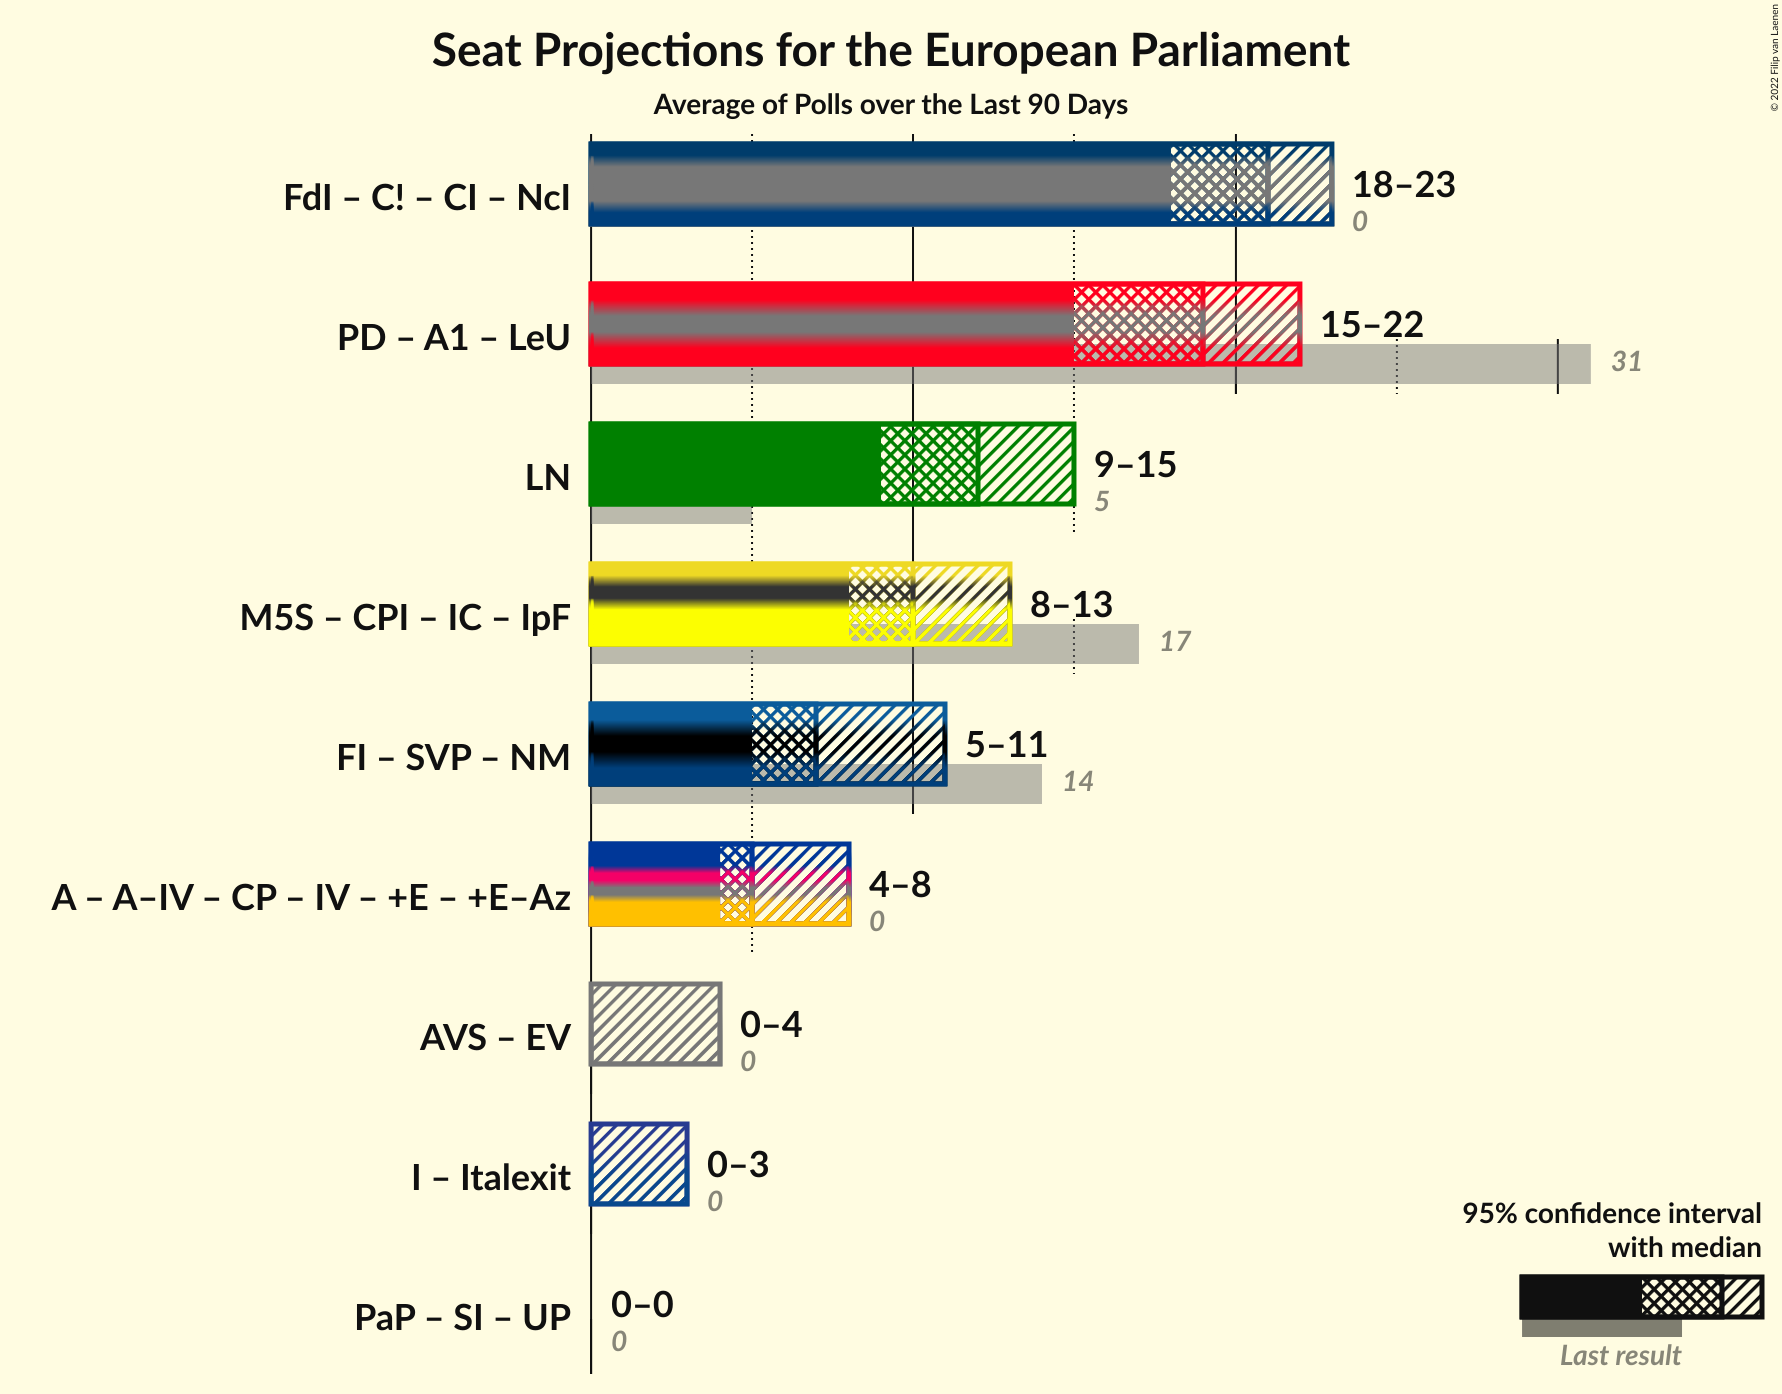 Seat Projections for the European Parliament
Average of Polls over the Last 90 Days
© 2022 Filip van Laenen
FdI – C! – CI – NcI
18–23
0
PD – A1 – LeU
15–22
31
LN
9–15
5
M5S – CPI – IC – IpF
8–13
17
FI – SVP – NM
5–11
14
A – A–IV – CP – IV – +E – +E–Az
4–8
0
AVS – EV
0–4
0
I – Italexit
0–3
0
PaP – SI – UP
0–0
0
95% confidence interval
with median
Last result